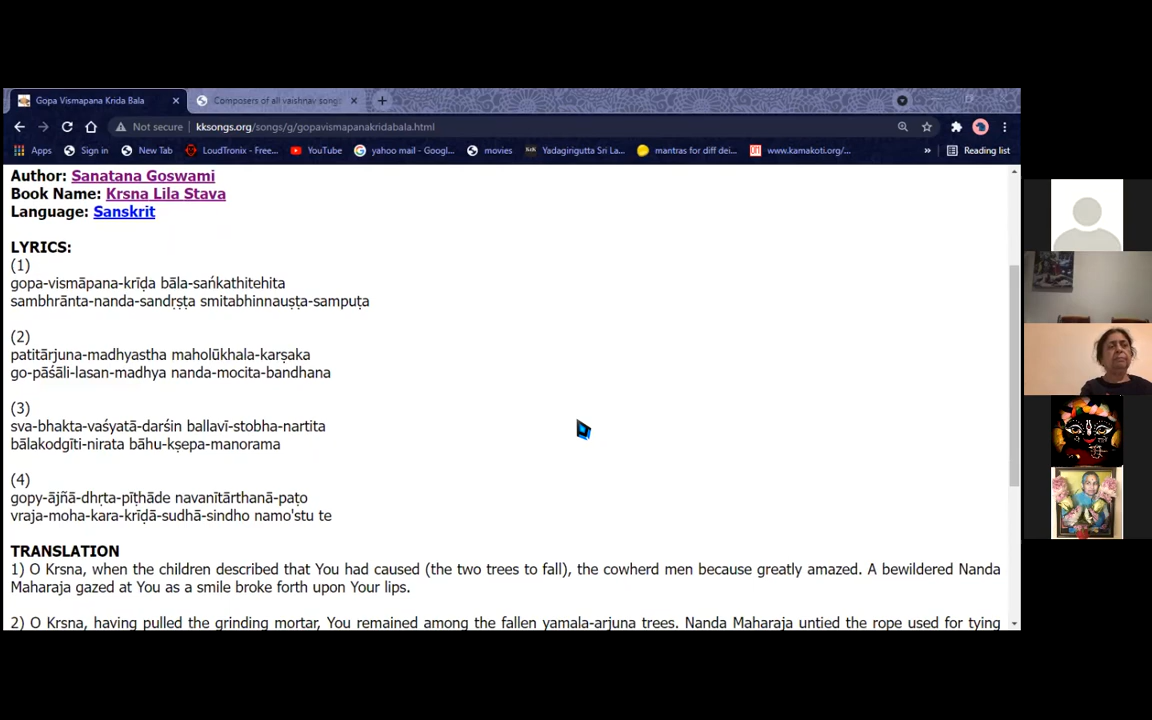 Gopa Vismapana Krida Bala
Composers of all vaishnav song
Not secure kksongs.org/songs/g/gopavismapanakridabala.html
Apps Sign in New Tab LoudTronix - Free... YouTube yahoo mail - Googl... movies Yadagirigutta Sri La... mantras for diff dei... www.kamakoti.org/... » Reading list
Author: Sanatana Goswami
Book Name: Krsna Lila Stava
Language: Sanskrit
LYRICS:
(1)
gopa-vismāpana-krīḍa bāla-saṅkathitehita
sambhrānta-nanda-sandṛṣṭa smitabhinnauṣṭa-sampuṭa
(2)
patitārjuna-madhyastha maholūkhala-karṣaka
go-pāśāli-lasan-madhya nanda-mocita-bandhana
(3)
sva-bhakta-vaśyatā-darśin ballavī-stobha-nartita
bālakodgīti-nirata bāhu-kṣepa-manorama
(4)
gopy-ājñā-dhṛta-pīṭhāde navanītārthanā-paṭo
vraja-moha-kara-krīḍā-sudhā-sindho namo'stu te
TRANSLATION
1) O Krsna, when the children described that You had caused (the two trees to fall), the cowherd men because greatly amazed. A bewildered Nanda
Maharaja gazed at You as a smile broke forth upon Your lips.
2) O Krsna, having pulled the grinding mortar, You remained among the fallen yamala-arjuna trees. Nanda Maharaja untied the rope used for tying